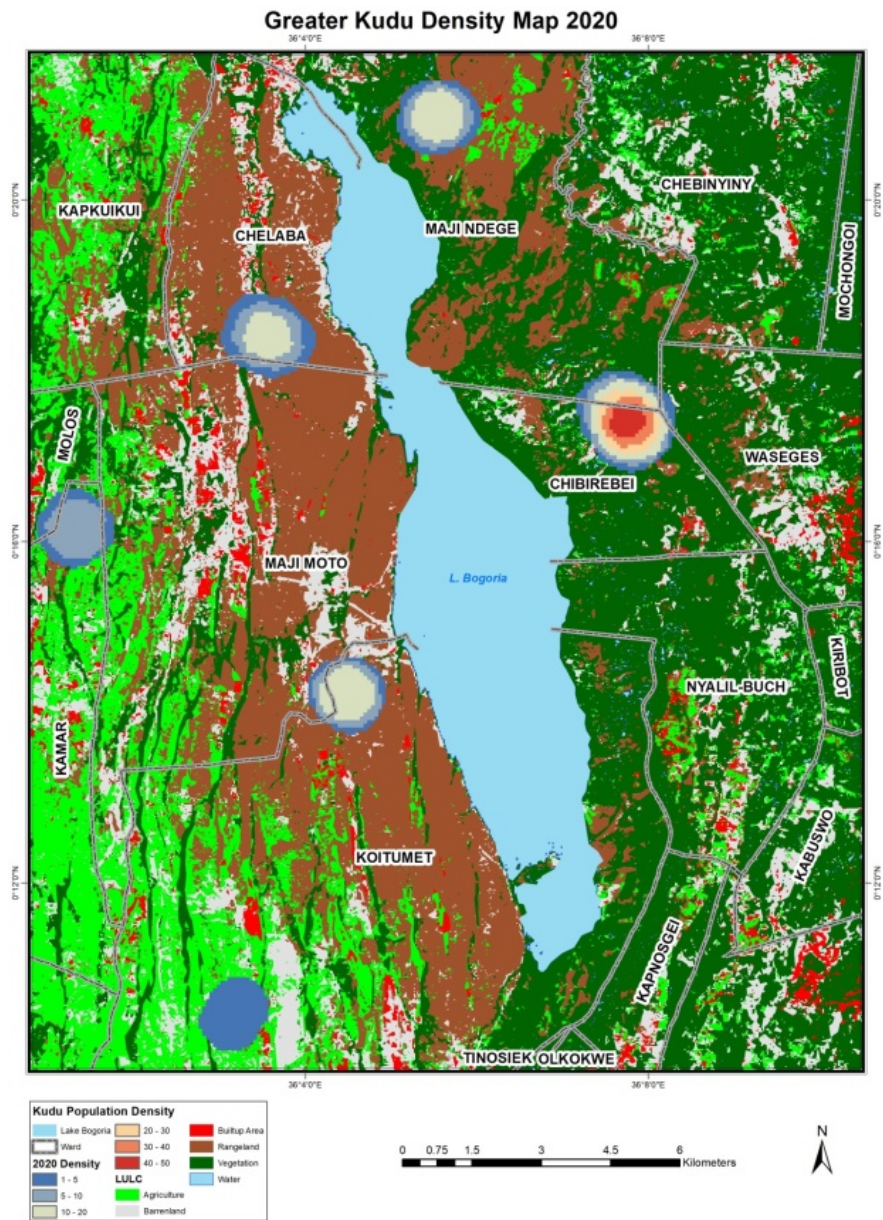 Greater Kudu Density Map 2020
36°4'0"E 36°8'0"E
0°20'0"N 0°20'0"N
CHEBINYINY
KAPKUIKUI
CHELABA
MAJI NDEGE
MOCHONGOI
MOLOS
WASEGES
CHIBIREBEI
0°16'0"N 0°16'0"N
MAJI MOTO
L. Bogoria
KIRIBOT
NYALIL-BUCH
KAMAR
KABUSWO
KOITUMET
0°12'0"N 0°12'0"N
KAPNOSGEI
TINOSIEK OLKOKWE
36°4'0"E 36°8'0"E
Kudu Population Density
Lake Bogoria
Ward
2020 Density
1 - 5
5 - 10
10 - 20
20 - 30
30 - 40
40 - 50
LULC
Agriculture
Barrenland
Builtup Area
Rangeland
Vegetation
Water
0 0.75 1.5 3 4.5 6
Kilometers
N